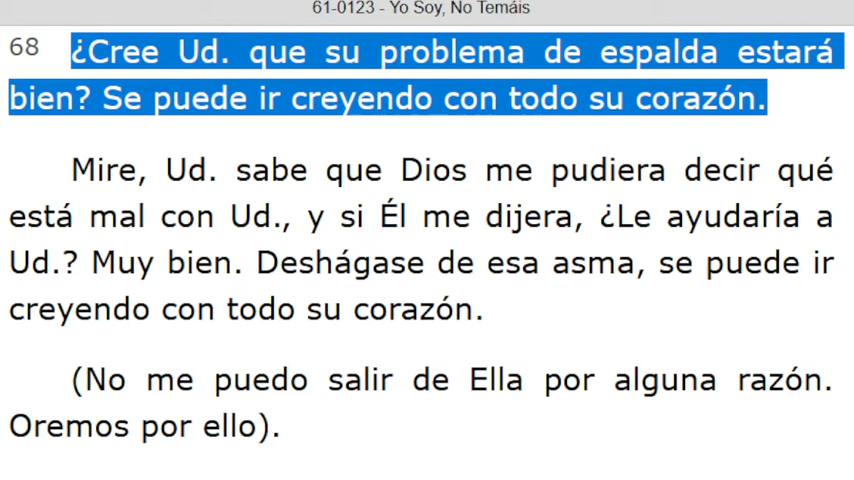 61-0123 - Yo Soy, No Temáis
68 ¿Cree Ud. que su problema de espalda estará
bien? Se puede ir creyendo con todo su corazón.
Mire, Ud. sabe que Dios me pudiera decir qué
está mal con Ud., y si Él me dijera, ¿Le ayudaría a
Ud.? Muy bien. Deshágase de esa asma, se puede ir
creyendo con todo su corazón.
(No me puedo salir de Ella por alguna razón.
Oremos por ello).